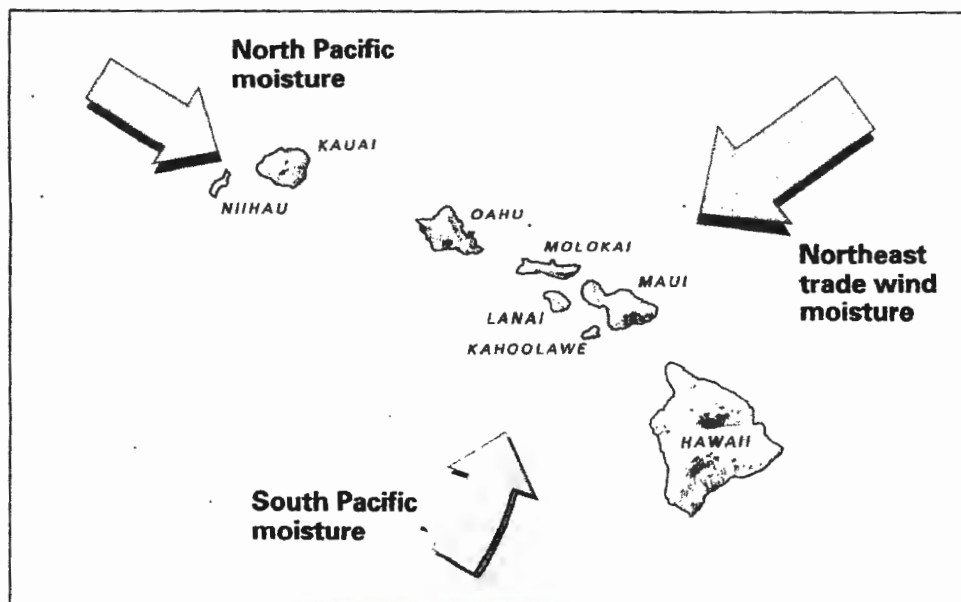 North Pacific
moisture
KAUAI
NIIHAU
OAHU
MOLOKAI
MAUI
LANAI
KAHOOLAWE
Northeast
trade wind
moisture
HAWAII
South Pacific
moisture